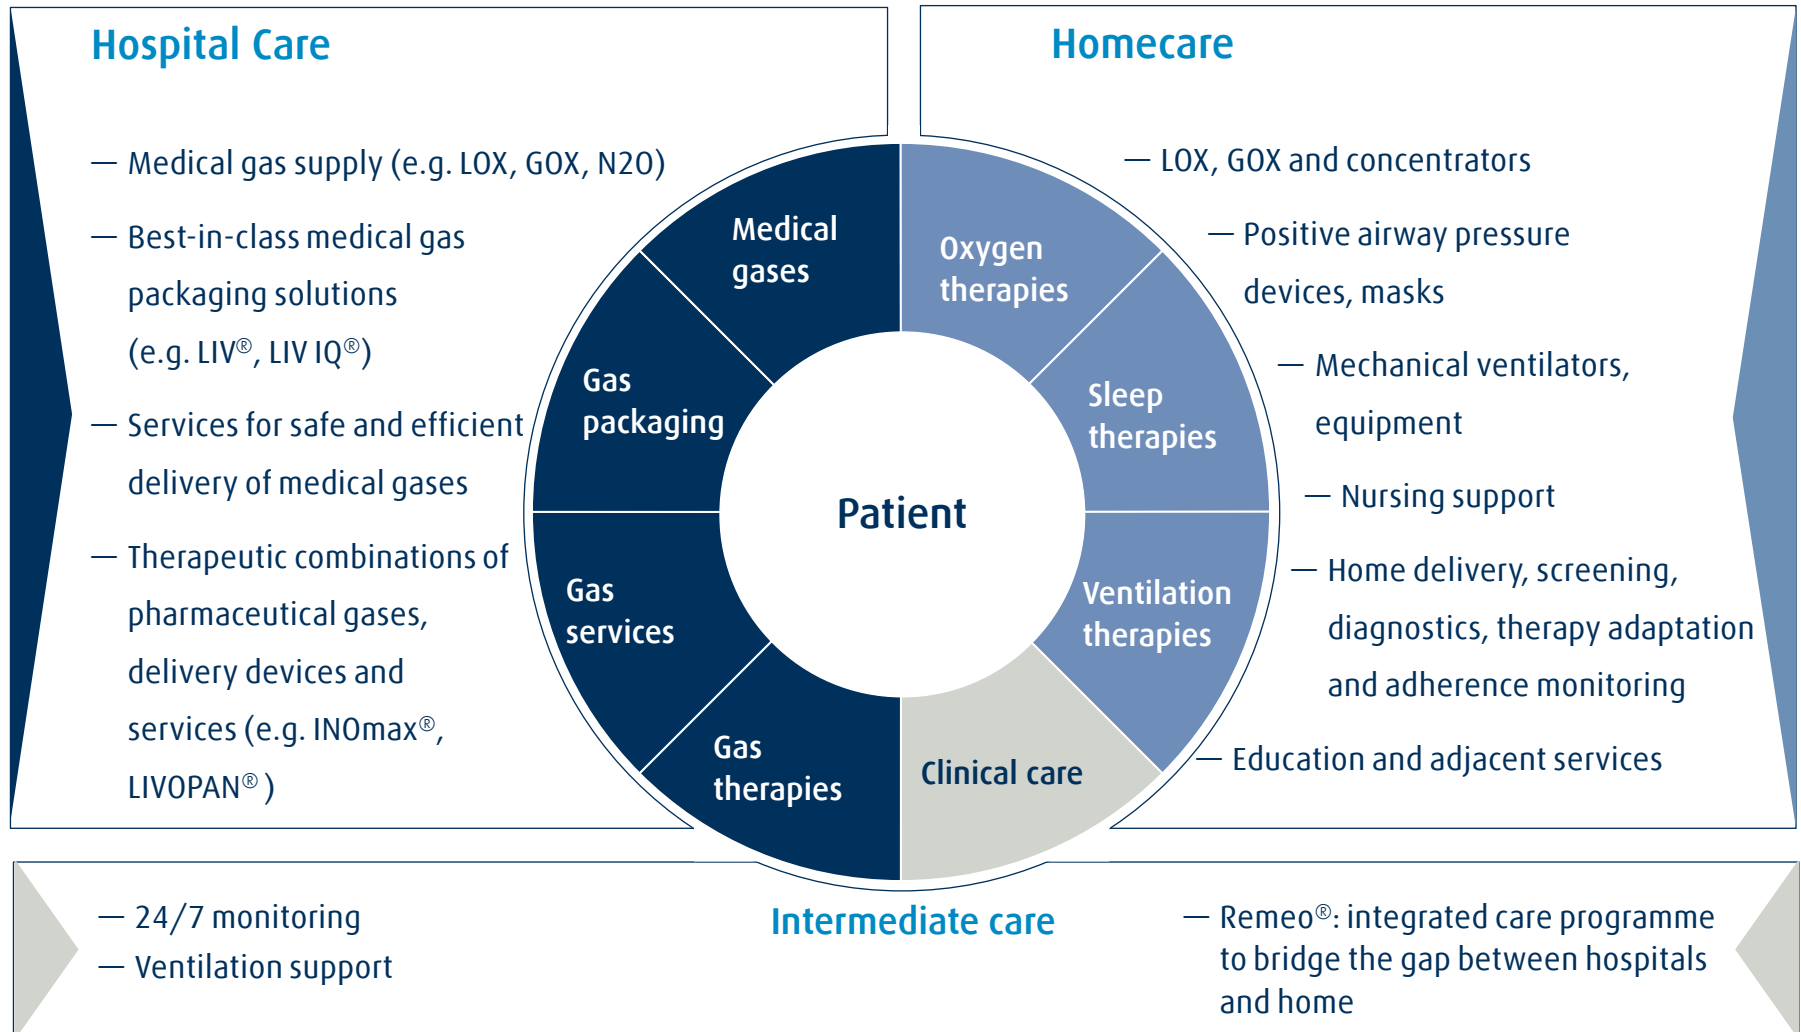 Hospital Care
— Medical gas supply (e.g. LOX, GOX, N2O)
— Best-in-class medical gas
packaging solutions
(e.g. LIV®, LIV IQ®)
— Services for safe and efficient
delivery of medical gases
— Therapeutic combinations of
pharmaceutical gases,
delivery devices and
services (e.g. INOmax®,
LIVOPAN® )
Medical
gases
Gas
packaging
Gas
services
Gas
therapies
Patient
Oxygen
therapies
Sleep
therapies
Ventilation
therapies
Clinical care
Homecare
— LOX, GOX and concentrators
— Positive airway pressure
devices, masks
— Mechanical ventilators,
equipment
— Nursing support
— Home delivery, screening,
diagnostics, therapy adaptation
and adherence monitoring
— Education and adjacent services
Intermediate care
— 24/7 monitoring
— Ventilation support
— Remeo®: integrated care programme
to bridge the gap between hospitals
and home